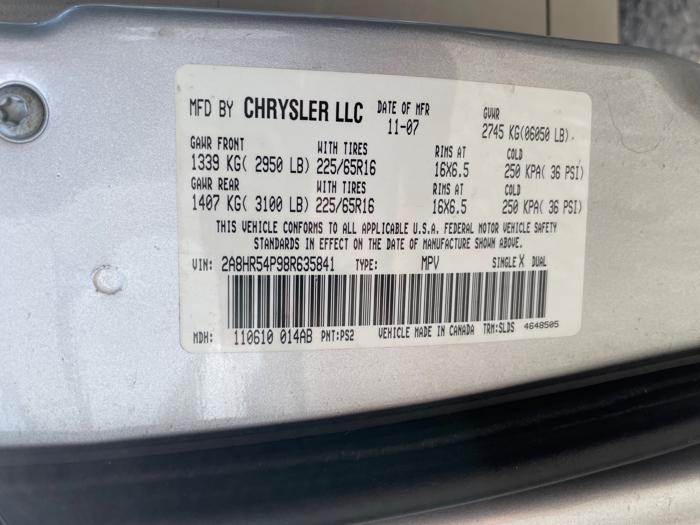 MFD BY CHRYSLER LLC DATE OF MFR GVWR
11-07 2745 KG(06050 LB)
GAWR FRONT WITH TIRES RIMS AT COLD
1339 KG( 2950 LB) 225/65R16 16X6.5 250 KPA( 36 PSI)
GAWR REAR WITH TIRES RIMS AT COLD
1407 KG( 3100 LB) 225/65R16 16X6.5 250 KPA( 36 PSI)
THIS VEHICLE CONFORMS TO ALL APPLICABLE U.S.A. FEDERAL MOTOR VEHICLE SAFETY
STANDARDS IN EFFECT ON THE DATE OF MANUFACTURE SHOWN ABOVE.
VIN: 2A8HR54P98R635841 TYPE: MPV SINGLE X DUAL
MDH: 110610 014AB PNT:PS2 VEHICLE MADE IN CANADA TRM:SLDS 4648505